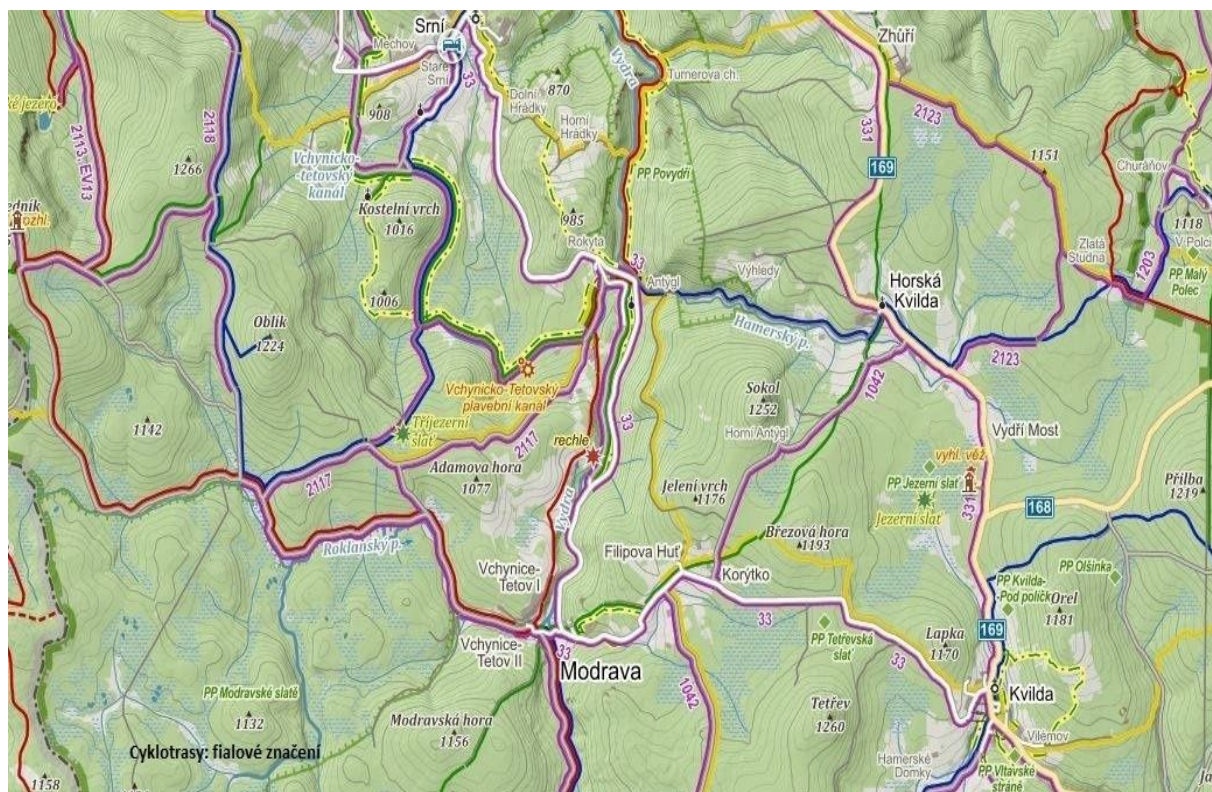 Srní
Mechov
Staré
Srní
33
Vydra
Turnerova ch.
Zhůří
870
Dolní
Hrádky
Horní
Hrádky
908
ké jezero
2113, EV13
2118
1266
Vchynicko-
tetovský
kanál
PP Povydří
331
169
2123
1151
Churáňov
1118
V Polci
PP Malý
Polec
Zlatá
Studná
1203
edník
rozhl.
Kostelní vrch
1016
985
Rokyta
33
Antýgl
Výhledy
Horská
Kvilda
Hamerský p.
1006
Oblík
1224
2123
1042
Vchynicko-Tetovský
plavební kanál
Sokol
1252
Tříjezerní
slať
Horní Antýgl
Vydří Most
1142
2117
rechle
33
2117
Adamova hora
1077
Jelení vrch
1176
vyhl. věž
PP Jezerní slať
Jezerní slať
331
168
Přilba
1219
Vydra
Roklanský p.
Březová hora
1193
Filipova Huť
Korýtko
Vchynice-
Tetov I
PP Olšinka
PP Kvilda-
Pod políčk
Orel
1181
33
PP Tetřevská
slať
Lapka
1170
169
Vchynice-
Tetov II
33
Modrava
33
1042
Kvilda
PP Modravské slatě
1132
Modravská hora
1156
Tetřev
1260
Vilémov
Hamerské
Domky
PP Vltavské
stráně
Cyklotrasy: fialové značení
1158